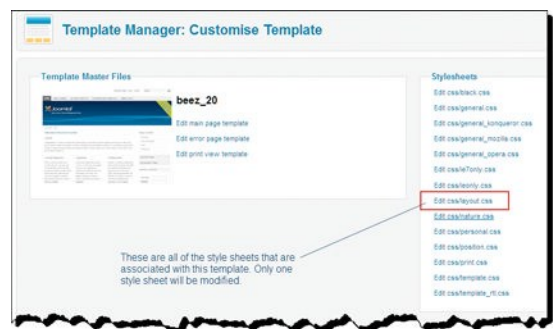 Template Manager: Customise Template
Template Master Files
beez_20
Edit main page template
Edit error page template
Edit print view template
Stylesheets
Edit css/black.css
Edit css/general.css
Edit css/general_konqueror.css
Edit css/general_mozilla.css
Edit css/general_opera.css
Edit css/ie7only.css
Edit css/ieonly.css
Edit css/layout.css
Edit css/nature.css
Edit css/personal.css
Edit css/position.css
Edit css/print.css
Edit css/template.css
Edit css/template_rtl.css
These are all of the style sheets that are
associated with this template. Only one
style sheet will be modified.